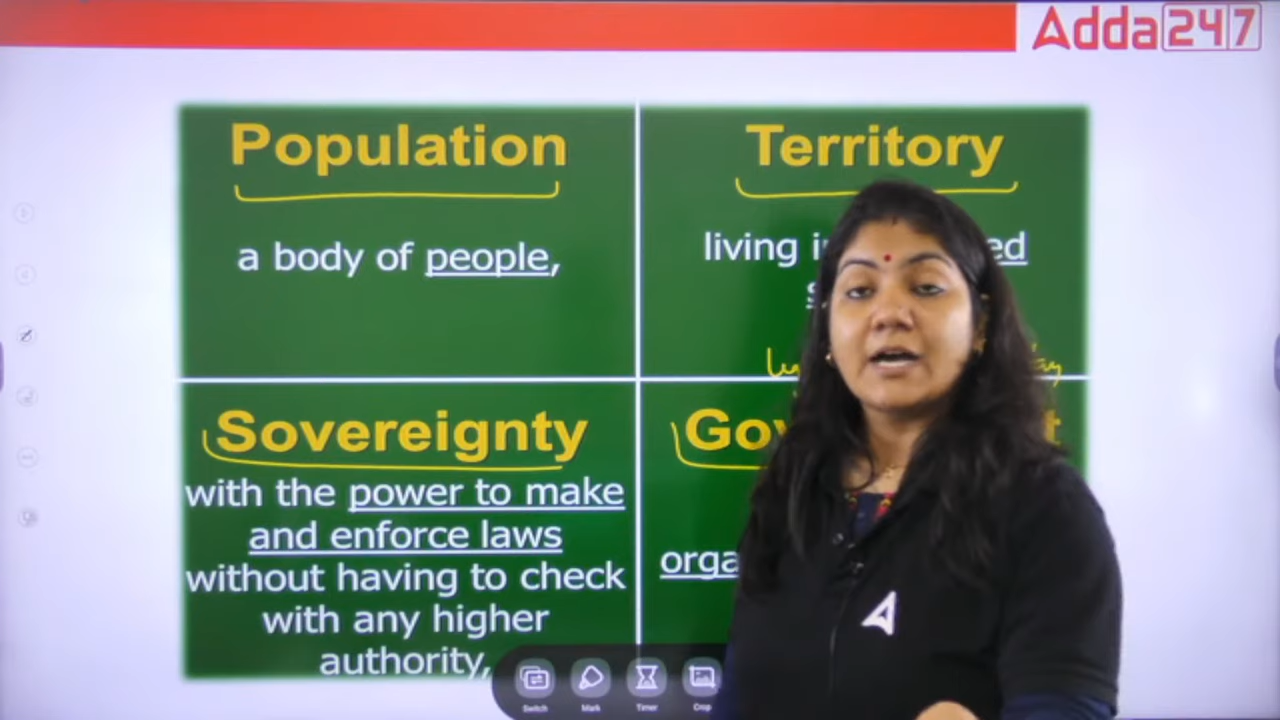 Adda247
Population
a body of people,
Territory
living
Sovereignty
with the power to make
and enforce laws
without having to check
with any higher
authority,
Switch
Mark
Timer
Crop